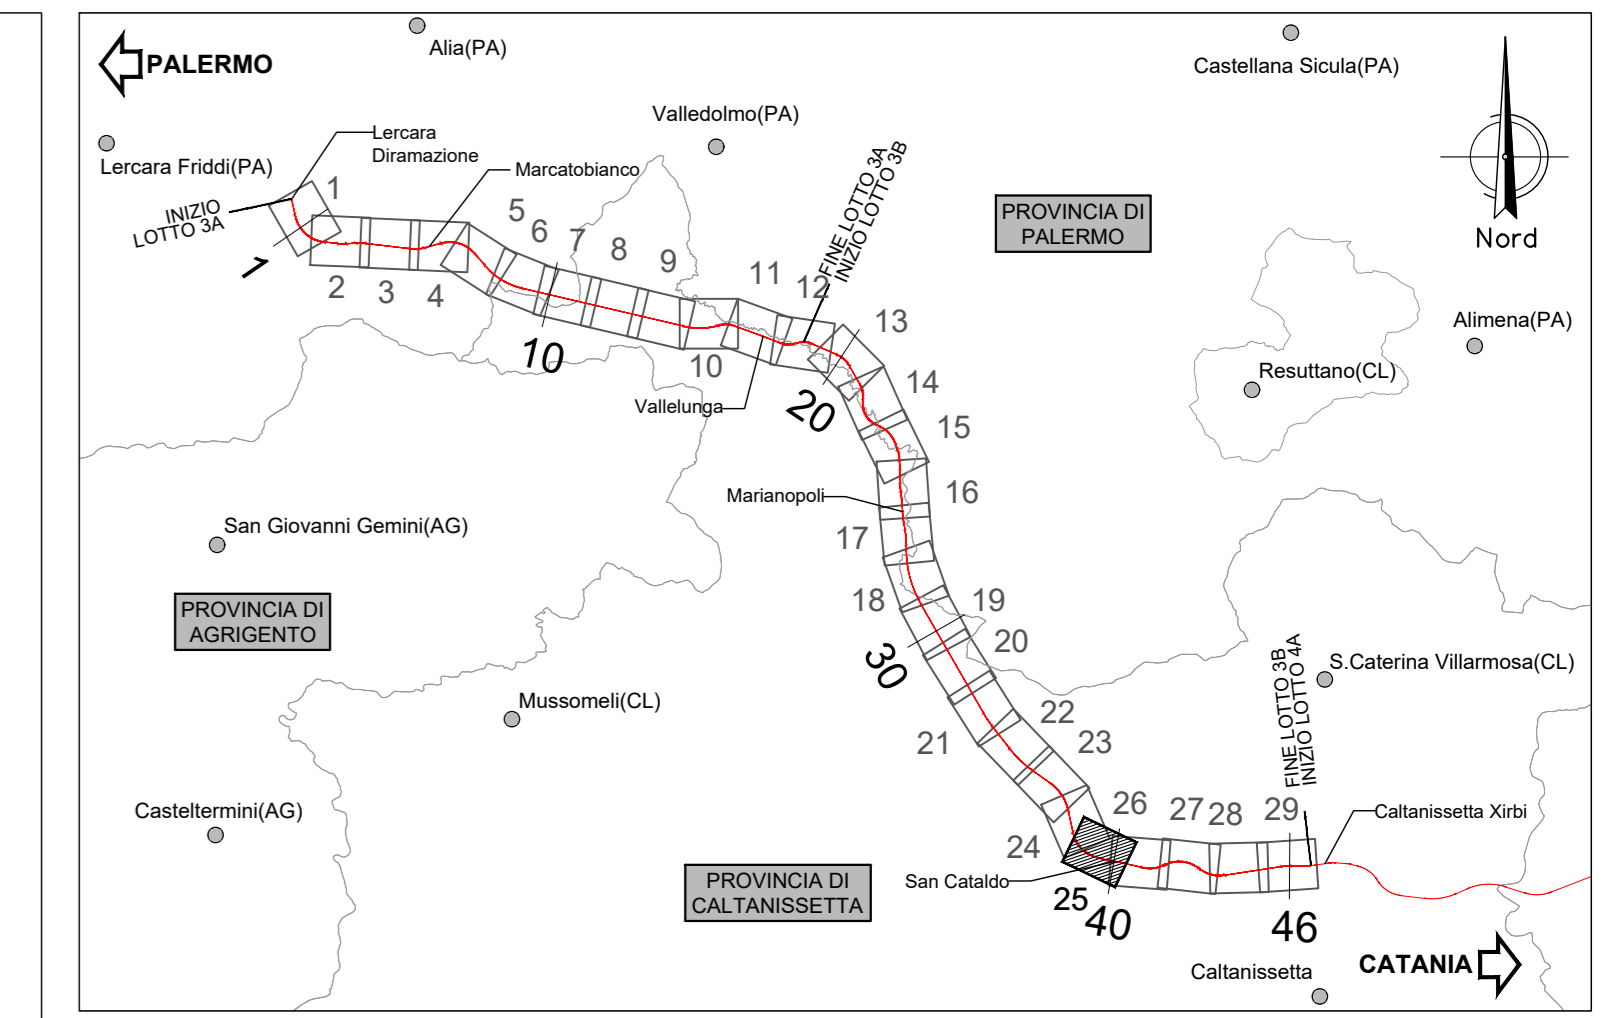 Alia(PA)
PALERMO
Castellana Sicula(PA)
Valledolmo(PA)
Lercara Friddi(PA)
Lercara
Diramazione
Marcatobianco
INIZIO
LOTTO 3A
FINE LOTTO 3A
INIZIO LOTTO 3B
PROVINCIA DI
PALERMO
Nord
1
1
2
3
4
5
6
7
8
9
10
10
11
12
13
14
15
16
17
18
19
20
20
21
22
23
24
25
26
27
28
29
30
40
46
Vallelunga
Marianopoli
Alimena(PA)
Resuttano(CL)
San Giovanni Gemini(AG)
PROVINCIA DI
AGRIGENTO
Mussomeli(CL)
S.Caterina Villarmosa(CL)
FINE LOTTO 3B
INIZIO LOTTO 4A
Casteltermini(AG)
Caltanissetta Xirbi
San Cataldo
PROVINCIA DI
CALTANISSETTA
Caltanissetta
CATANIA